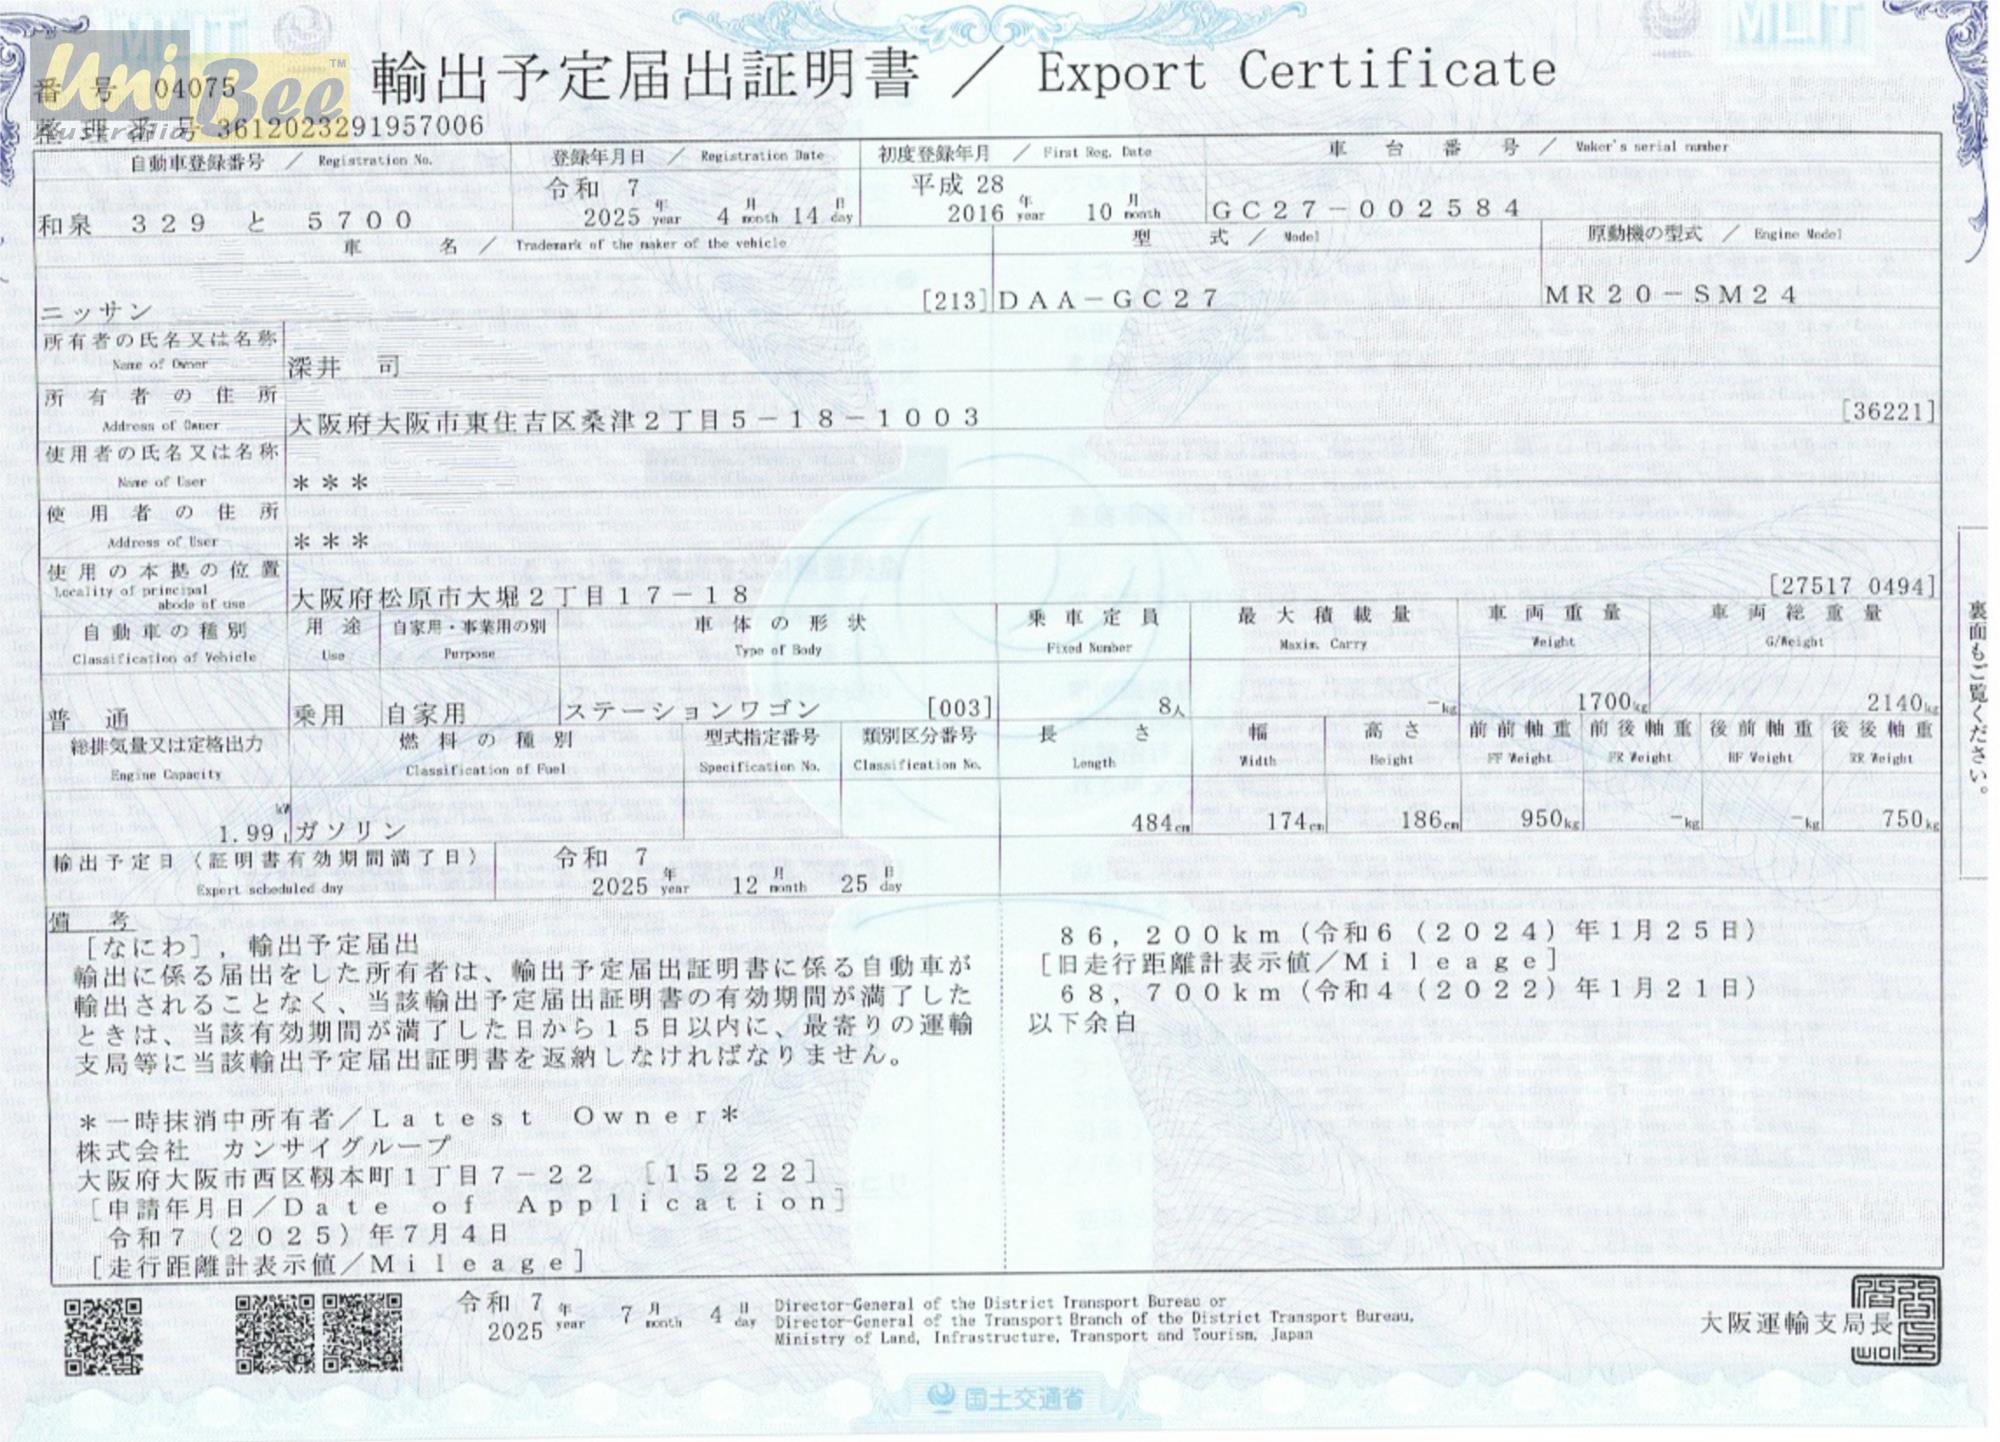 UniBee™
Australia
輸出予定届出証明書 / Export Certificate
番号 04075
整理番号 3612023291957006
自動車登録番号 / Registration No. 登録年月日 / Registration Date 初度登録年月 / First Reg. Date 車台番号 / Maker's serial number
令和 7 平成 28
和泉 329 と 5700 2025 年 year 4 月 month 14 日 day 2016 年 year 10 月 month GC27-002584
車名 / Trademark of the maker of the vehicle 型式 / Model 原動機の型式 / Engine Model
ニッサン [213] DAA-GC27 MR20-SM24
所有者の氏名又は名称
Name of Owner 深井 司
所有者の住所
Address of Owner 大阪府大阪市東住吉区桑津2丁目5-18-1003 [36221]
使用者の氏名又は名称
Name of User ***
使用者の住所
Address of User ***
使用の本拠の位置 [27517 0494]
Locality of principal
abode of use 大阪府松原市大堀2丁目17-18
自動車の種別 用途 自家用・事業用の別 車体の形状 乗車定員 最大積載量 車両重量 車両総重量
Classification of Vehicle Use Purpose Type of Body Fixed Number Maxim. Carry Weight G/Weight
普通 乗用 自家用 ステーションワゴン [003] 8人 -kg 1700kg 2140kg
総排気量又は定格出力 燃料の種別 型式指定番号 類別区分番号 長さ 幅 高さ 前前軸重 前後軸重 後前軸重 後後軸重
Engine Capacity Classification of Fuel Specification No. Classification No. Length Width Height FF Weight FR Weight RF Weight RR Weight
kW
1.99 l ガソリン 484cm 174cm 186cm 950kg -kg -kg 750kg
輸出予定日(証明書有効期間満了日) 令和 7
Export scheduled day 2025 年 year 12 月 month 25 日 day
備考
[なにわ],輸出予定届出
輸出に係る届出をした所有者は、輸出予定届出証明書に係る自動車が
輸出されることなく、当該輸出予定届出証明書の有効期間が満了した
ときは、当該有効期間が満了した日から15日以内に、最寄りの運輸
支局等に当該輸出予定届出証明書を返納しなければなりません。
*一時抹消中所有者/Latest Owner*
株式会社 カンサイグループ
大阪府大阪市西区靱本町1丁目7-22 [15222]
[申請年月日/Date of Application]
令和7(2025)年7月4日
[走行距離計表示値/Mileage]
86,200km(令和6(2024)年1月25日)
[旧走行距離計表示値/Mileage]
68,700km(令和4(2022)年1月21日)
以下余白
裏面もご覧ください。
令和 7
2025 年 year 7 月 month 4 日 day
Director-General of the District Transport Bureau or
Director-General of the Transport Branch of the District Transport Bureau,
Ministry of Land, Infrastructure, Transport and Tourism, Japan
大阪運輸支局長
国土交通省